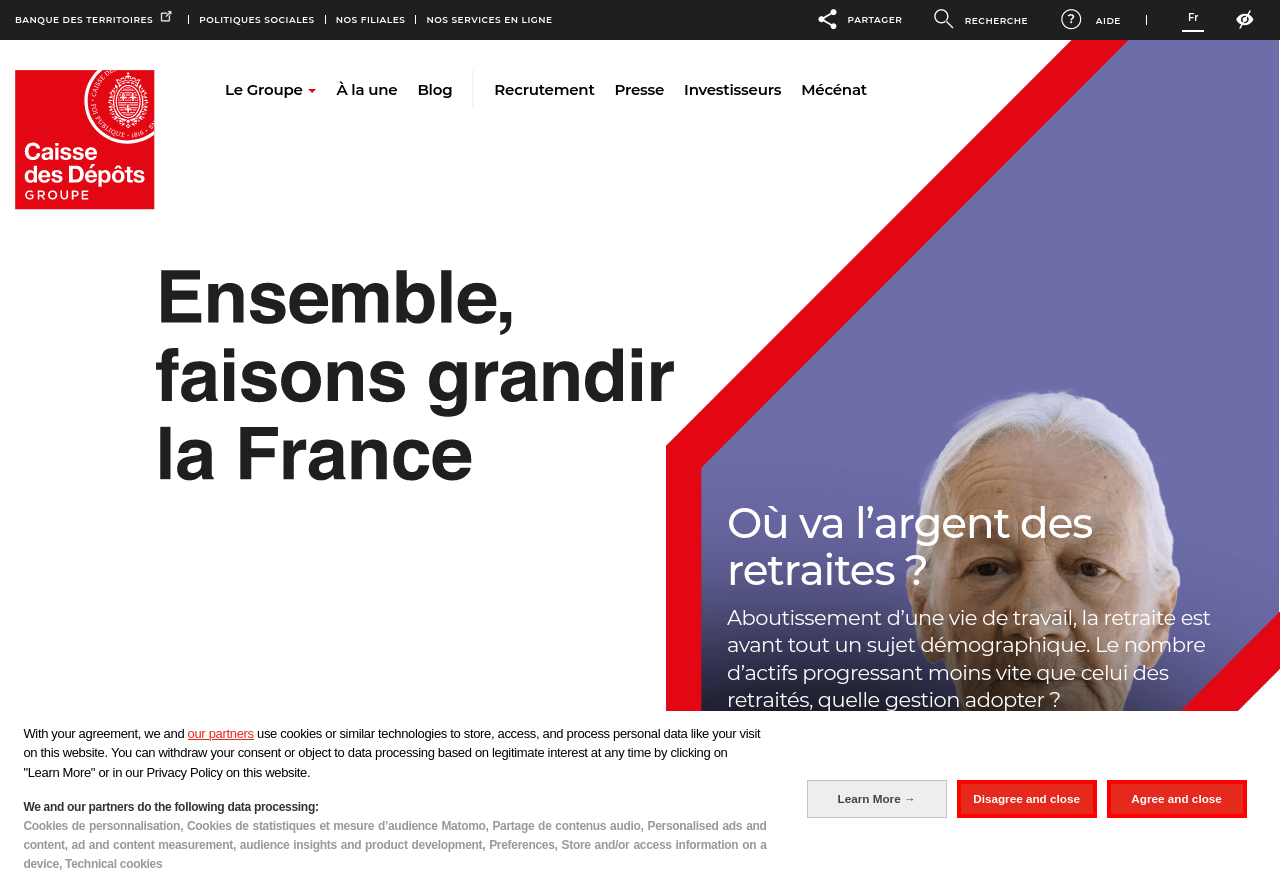 BANQUE DES TERRITOIRES
POLITIQUES SOCIALES
NOS FILIALES
NOS SERVICES EN LIGNE
PARTAGER
RECHERCHE
AIDE
Fr
Caisse
des Dépôts
GROUPE
Le Groupe
À la une
Blog
Recrutement
Presse
Investisseurs
Mécénat
Ensemble,
faisons grandir
la France
Où va l’argent des
retraites ?
Aboutissement d’une vie de travail, la retraite est
avant tout un sujet démographique. Le nombre
d’actifs progressant moins vite que celui des
retraités, quelle gestion adopter ?
With your agreement, we and our partners use cookies or similar technologies to store, access, and process personal data like your visit
on this website. You can withdraw your consent or object to data processing based on legitimate interest at any time by clicking on
"Learn More" or in our Privacy Policy on this website.
We and our partners do the following data processing:
Cookies de personnalisation, Cookies de statistiques et mesure d’audience Matomo, Partage de contenus audio, Personalised ads and
content, ad and content measurement, audience insights and product development, Preferences, Store and/or access information on a
device, Technical cookies
Learn More →
Disagree and close
Agree and close